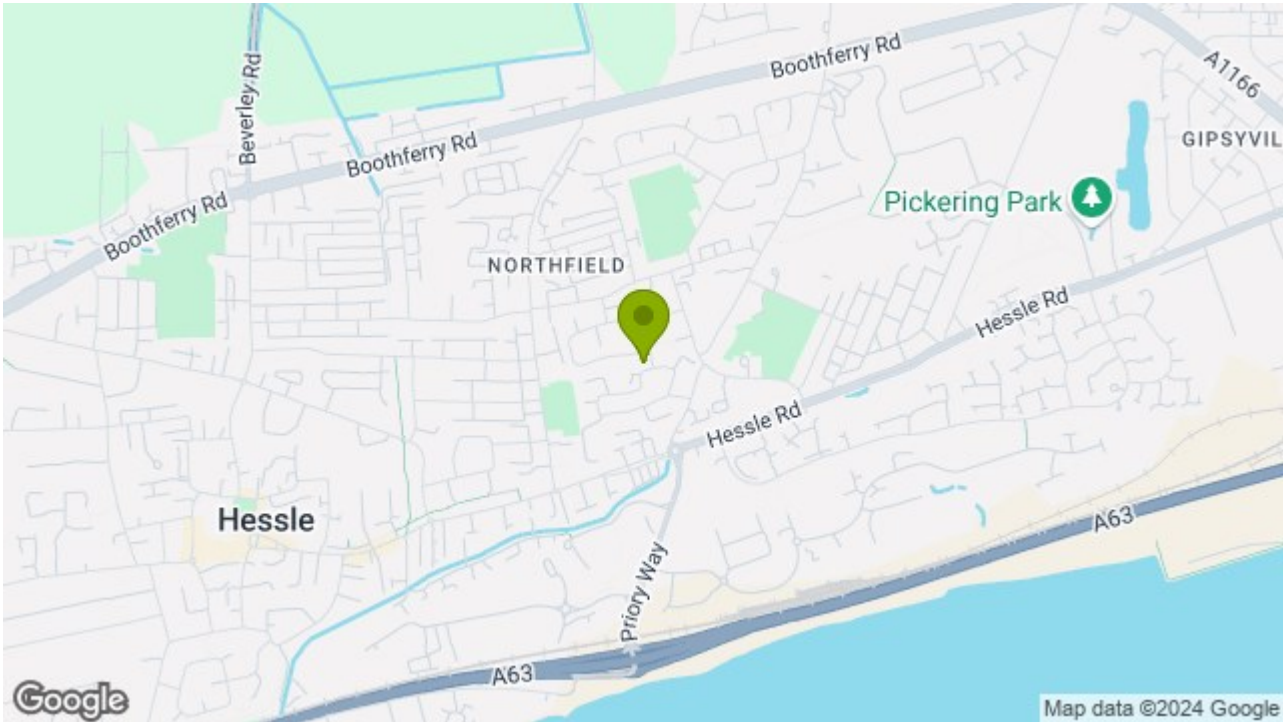 Boothferry Rd
A1166
Beverley Rd
Boothferry Rd
GIPSYVIL
Boothferry Rd
Pickering Park
NORTHFIELD
Hessle Rd
Hessle Rd
Hessle
A63
Priory Way
A63
Google
Map data ©2024 Google